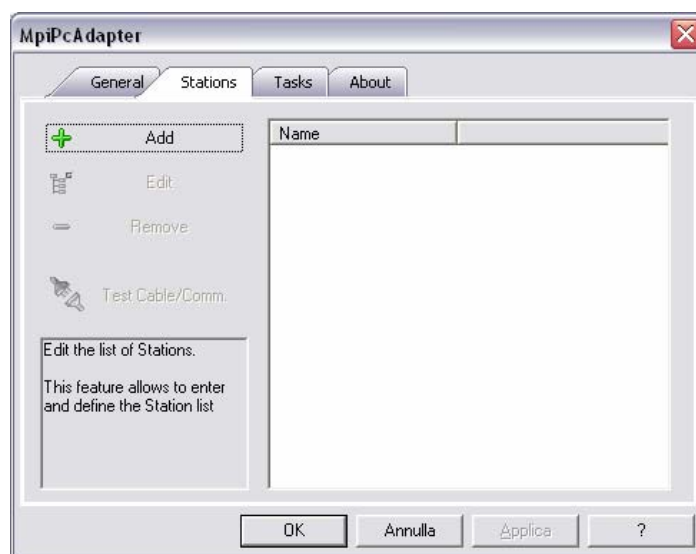 MpiPcAdapter
General Stations Tasks About
Add
Edit
Remove
Test Cable/Comm.
Name
Edit the list of Stations.
This feature allows to enter
and define the Station list
OK Annulla Applica ?